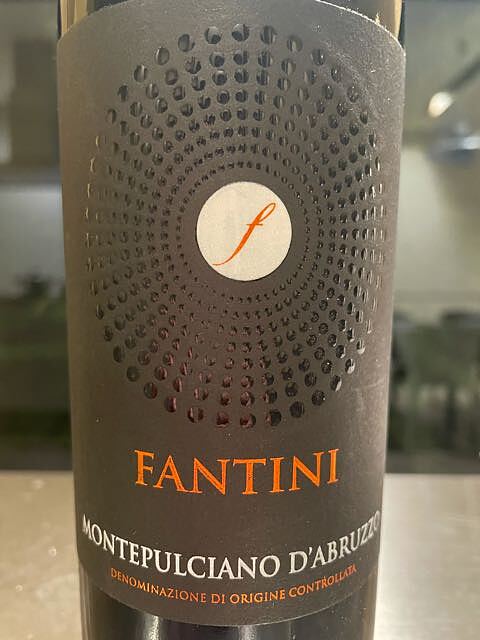 f
FANTINI
MONTEPULCIANO D'ABRUZZO
DENOMINAZIONE DI ORIGINE CONTROLLATA